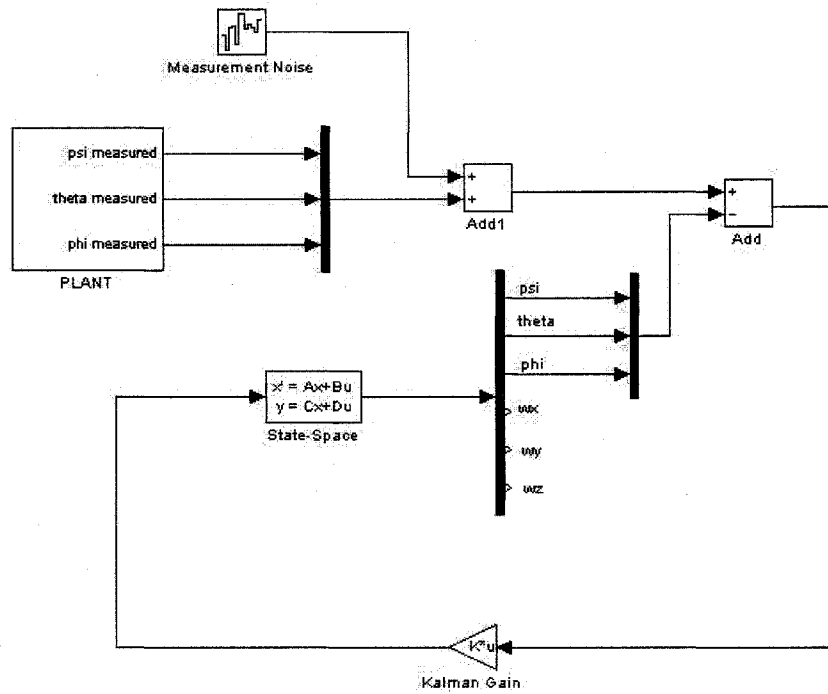 Measurement Noise
psi measured
theta measured
phi measured
PLANT
+
+
Add1
+
−
Add
psi
theta
phi
wx
wy
wz
x' = Ax+Bu
y = Cx+Du
State-Space
K*u
Kalman Gain